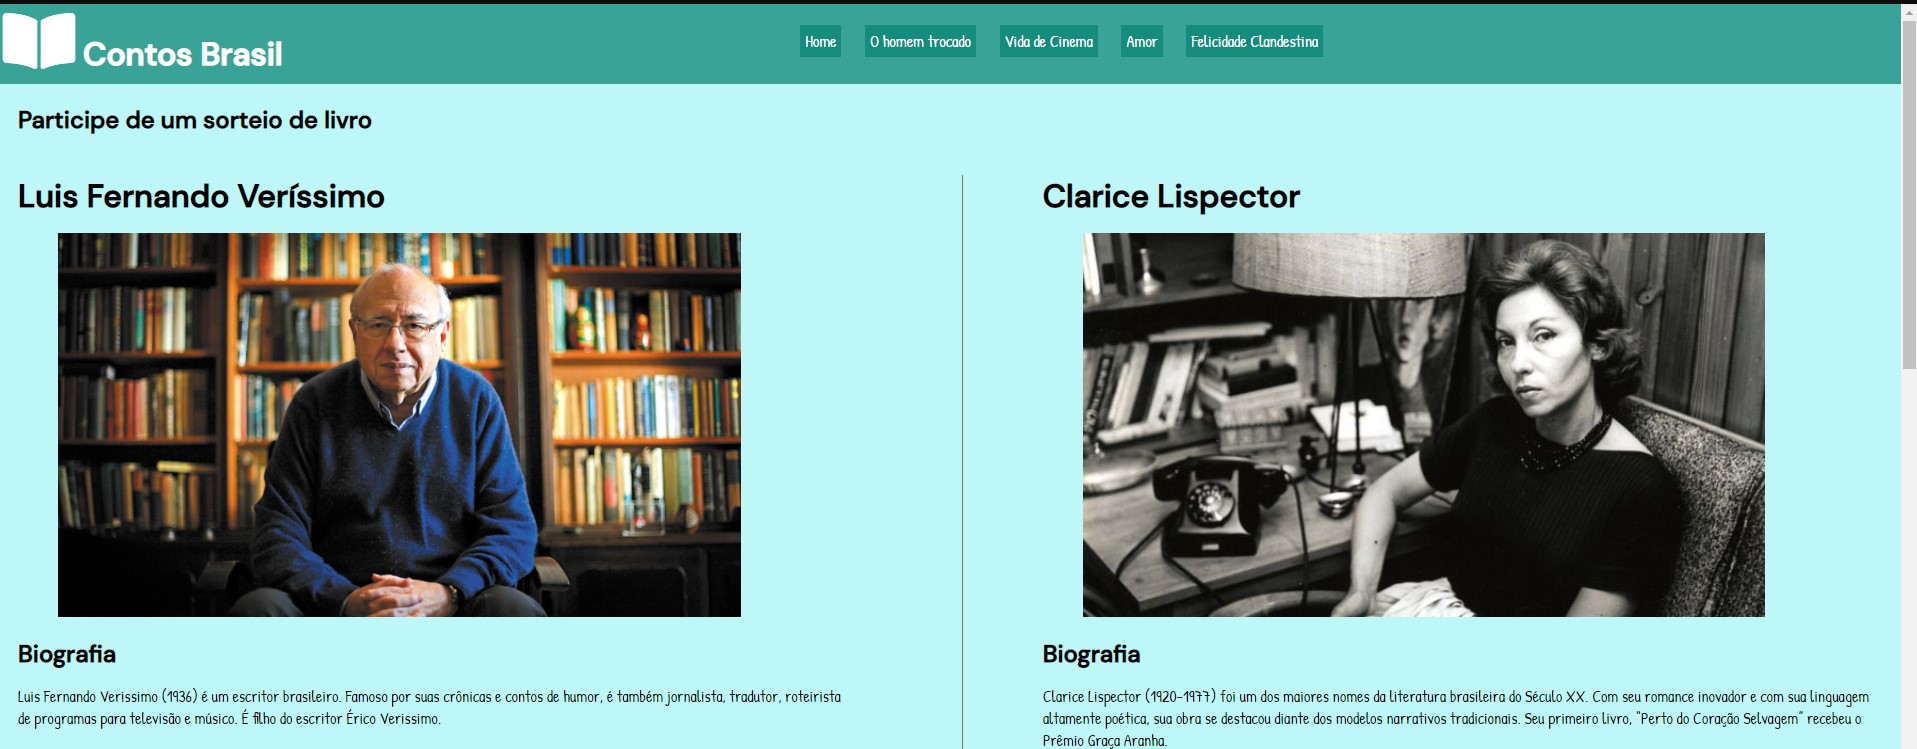 Contos Brasil
Home
O homem trocado
Vida de Cinema
Amor
Felicidade Clandestina
Participe de um sorteio de livro
Luis Fernando Veríssimo
Biografia
Luis Fernando Verissimo (1936) é um escritor brasileiro. Famoso por suas crônicas e contos de humor, é também jornalista, tradutor, roteirista
de programas para televisão e músico. É filho do escritor Érico Verissimo.
Clarice Lispector
Biografia
Clarice Lispector (1920-1977) foi um dos maiores nomes da literatura brasileira do Século XX. Com seu romance inovador e com sua linguagem
altamente poética, sua obra se destacou diante dos modelos narrativos tradicionais. Seu primeiro livro, "Perto do Coração Selvagem" recebeu o
Prêmio Graça Aranha.